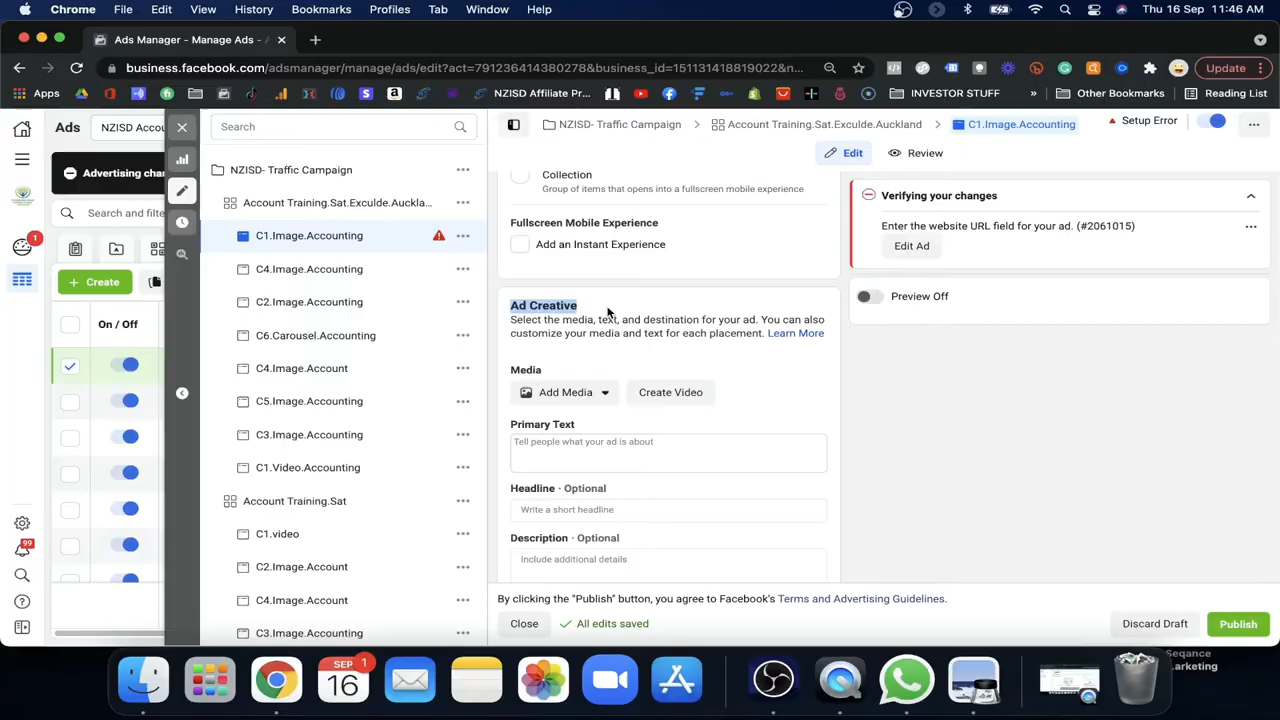 Chrome File Edit View History Bookmarks Profiles Tab Window Help Thu 16 Sep 11:46 AM
Ads Manager - Manage Ads -
business.facebook.com/adsmanager/manage/ads/edit?act=791236414380278&business_id=151131418819022&n... Update
Apps NZISD Affiliate Pr... INVESTOR STUFF » Other Bookmarks Reading List
Ads
NZISD Accou
Advertising chan
Search and filte
1
Create
On / Off
99
Search
NZISD- Traffic Campaign
Account Training.Sat.Exculde.Auckla...
C1.Image.Accounting
C4.Image.Accounting
C2.Image.Accounting
C6.Carousel.Accounting
C4.Image.Account
C5.Image.Accounting
C3.Image.Accounting
C1.Video.Accounting
Account Training.Sat
C1.video
C2.Image.Account
C4.Image.Account
C3.Image.Accounting
NZISD- Traffic Campaign Account Training.Sat.Exculde.Auckland C1.Image.Accounting Setup Error
Edit Review
Collection
Group of items that opens into a fullscreen mobile experience
Fullscreen Mobile Experience
Add an Instant Experience
Ad Creative
Select the media, text, and destination for your ad. You can also
customize your media and text for each placement. Learn More
Media
Add Media Create Video
Primary Text
Tell people what your ad is about
Headline · Optional
Write a short headline
Description · Optional
Include additional details
Verifying your changes
Enter the website URL field for your ad. (#2061015)
Edit Ad
Preview Off
By clicking the "Publish" button, you agree to Facebook's Terms and Advertising Guidelines.
Close All edits saved Discard Draft Publish
Seqance
arketing
SEP 1
16